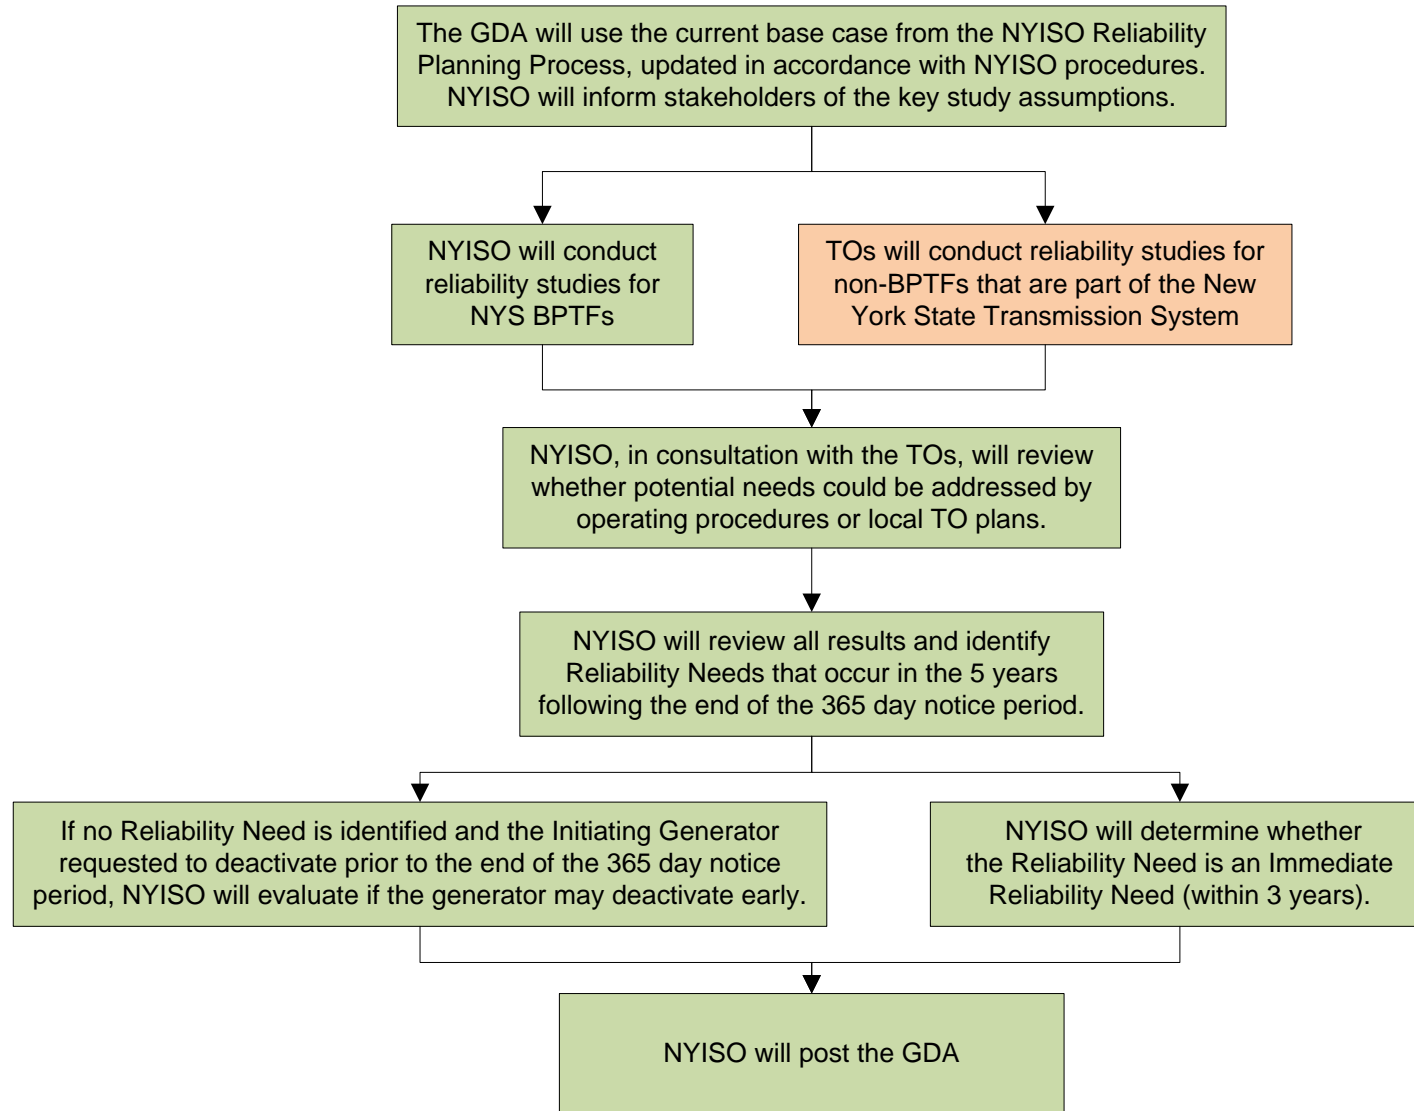 The GDA will use the current base case from the NYISO Reliability
Planning Process, updated in accordance with NYISO procedures.
NYISO will inform stakeholders of the key study assumptions.
NYISO will conduct
reliability studies for
NYS BPTFs
TOs will conduct reliability studies for
non-BPTFs that are part of the New
York State Transmission System
NYISO, in consultation with the TOs, will review
whether potential needs could be addressed by
operating procedures or local TO plans.
NYISO will review all results and identify
Reliability Needs that occur in the 5 years
following the end of the 365 day notice period.
If no Reliability Need is identified and the Initiating Generator
requested to deactivate prior to the end of the 365 day notice
period, NYISO will evaluate if the generator may deactivate early.
NYISO will determine whether
the Reliability Need is an Immediate
Reliability Need (within 3 years).
NYISO will post the GDA